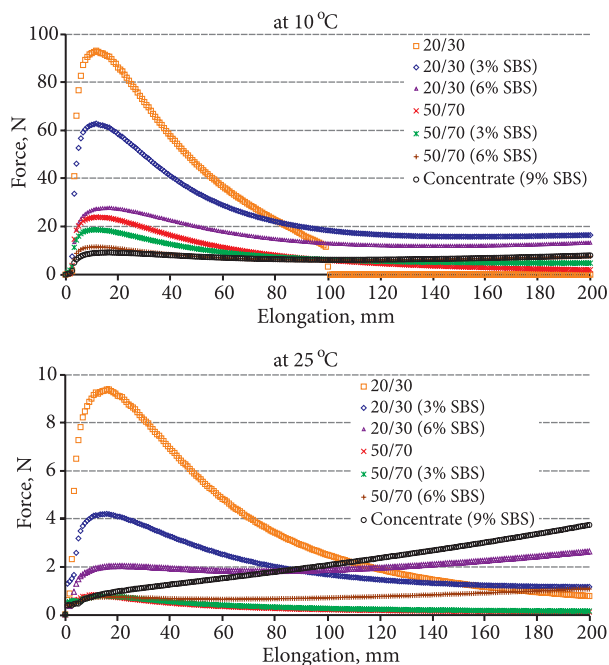 at 10 °C
100
80
60
40
20
0
Force, N
20/30
20/30 (3% SBS)
20/30 (6% SBS)
50/70
50/70 (3% SBS)
50/70 (6% SBS)
Concentrate (9% SBS)
0 20 40 60 80 100 120 140 160 180 200
Elongation, mm
at 25 °C
10
8
6
4
2
0
Force, N
20/30
20/30 (3% SBS)
20/30 (6% SBS)
50/70
50/70 (3% SBS)
50/70 (6% SBS)
Concentrate (9% SBS)
0 20 40 60 80 100 120 140 160 180 200
Elongation, mm